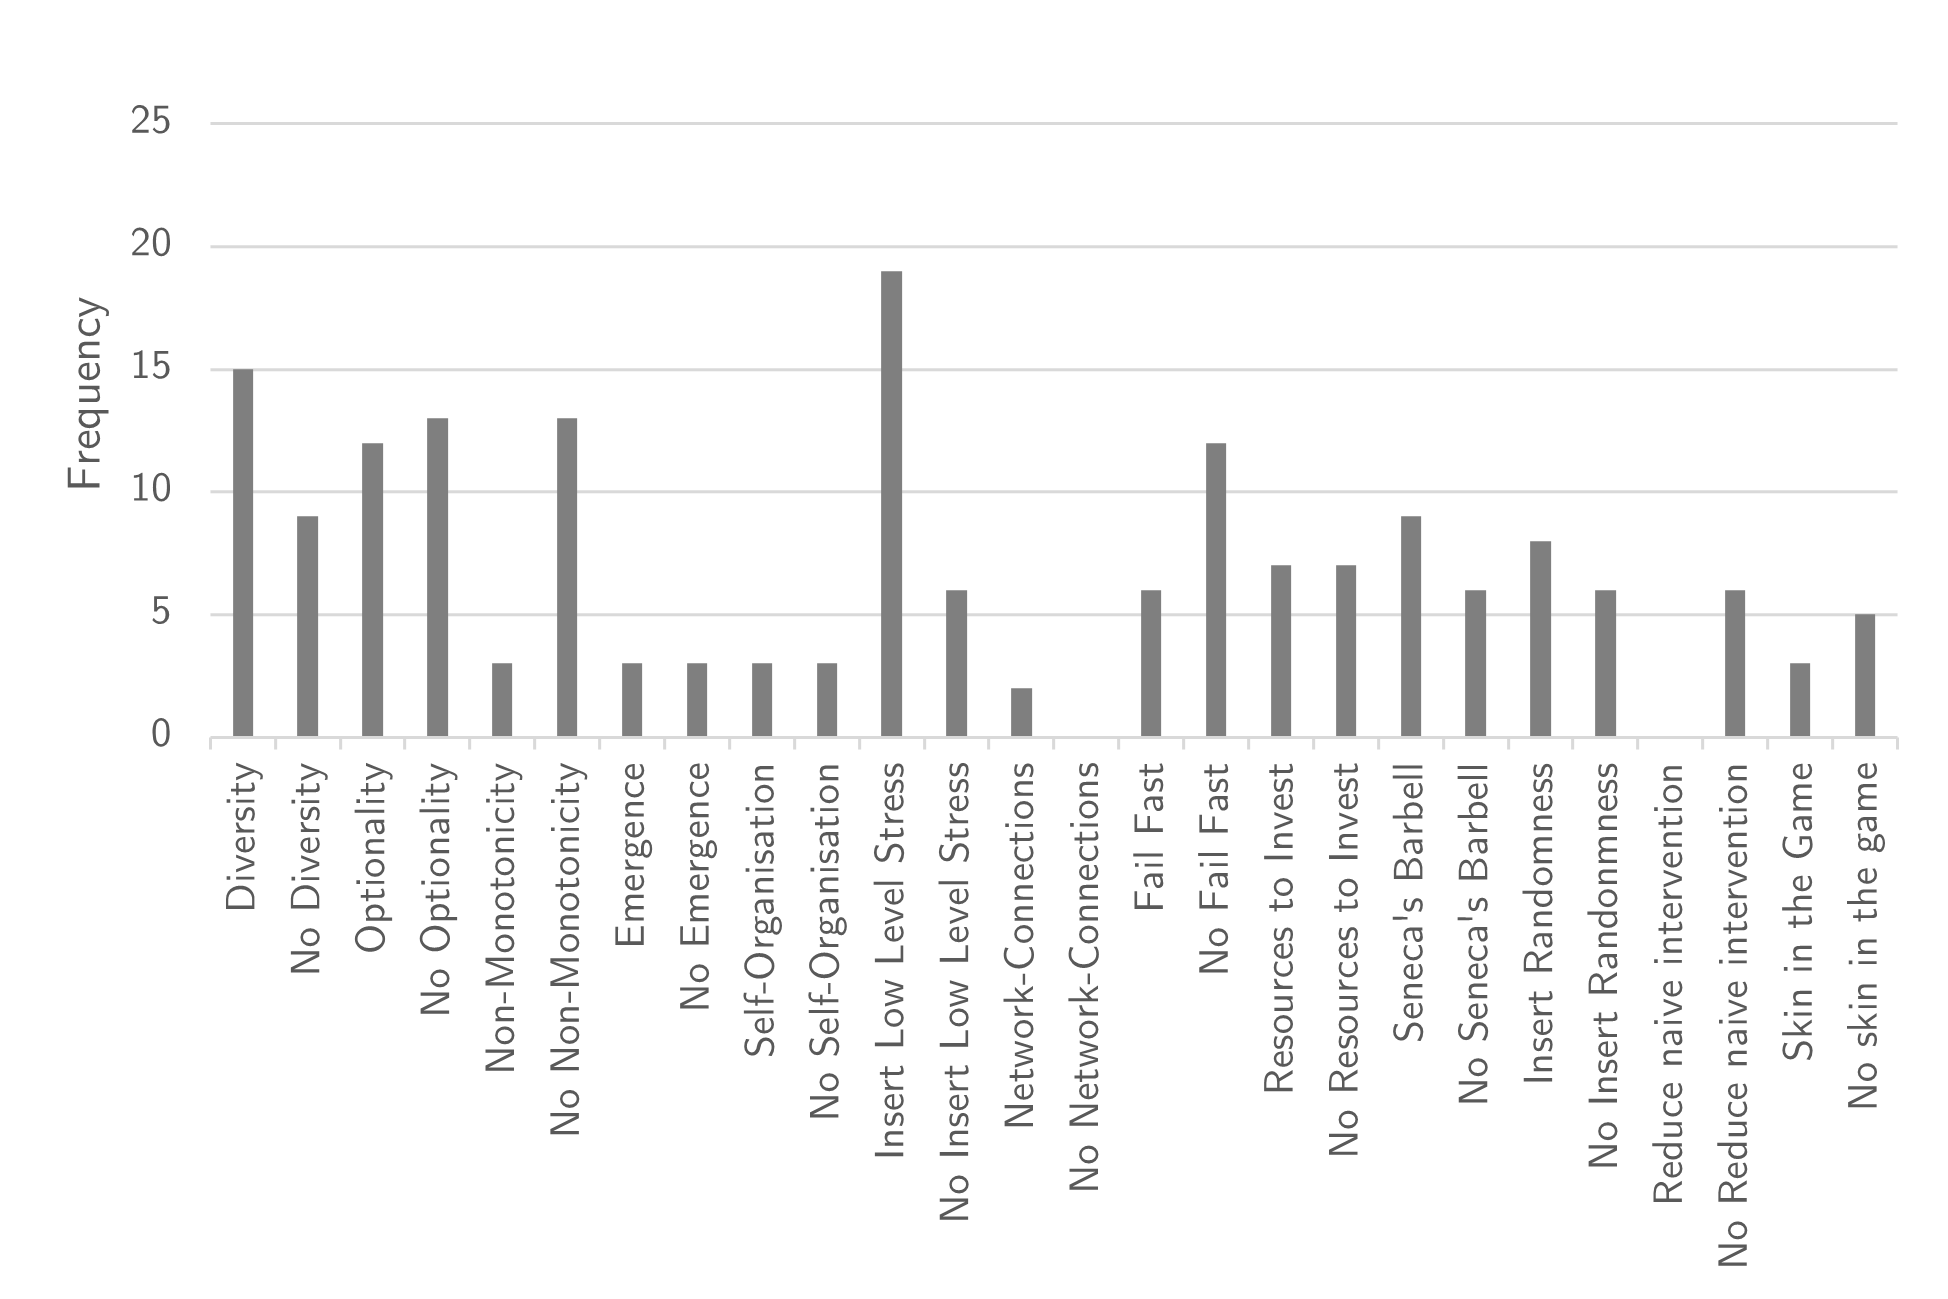 25
20
15
10
5
0
Frequency
Diversity
No Diversity
Optionality
No Optionality
Non-Monotonicity
No Non-Monotonicity
Emergence
No Emergence
Self-Organisation
No Self-Organisation
Insert Low Level Stress
No Insert Low Level Stress
Network-Connections
No Network-Connections
Fail Fast
No Fail Fast
Resources to Invest
No Resources to Invest
Seneca's Barbell
No Seneca's Barbell
Insert Randomness
No Insert Randonmness
Reduce naive intervention
No Reduce naive intervention
Skin in the Game
No skin in the game